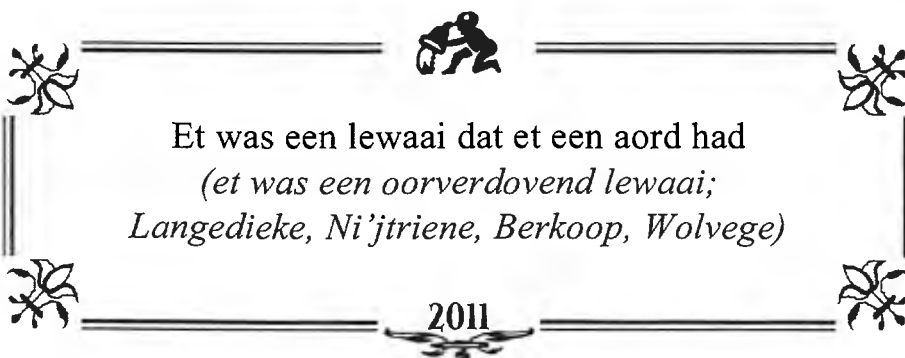 Et was een lewaai dat et een aord had
(et was een oorverdovend lewaai;
Langedieke, Ni'jtriene, Berkoop, Wolvege)
2011